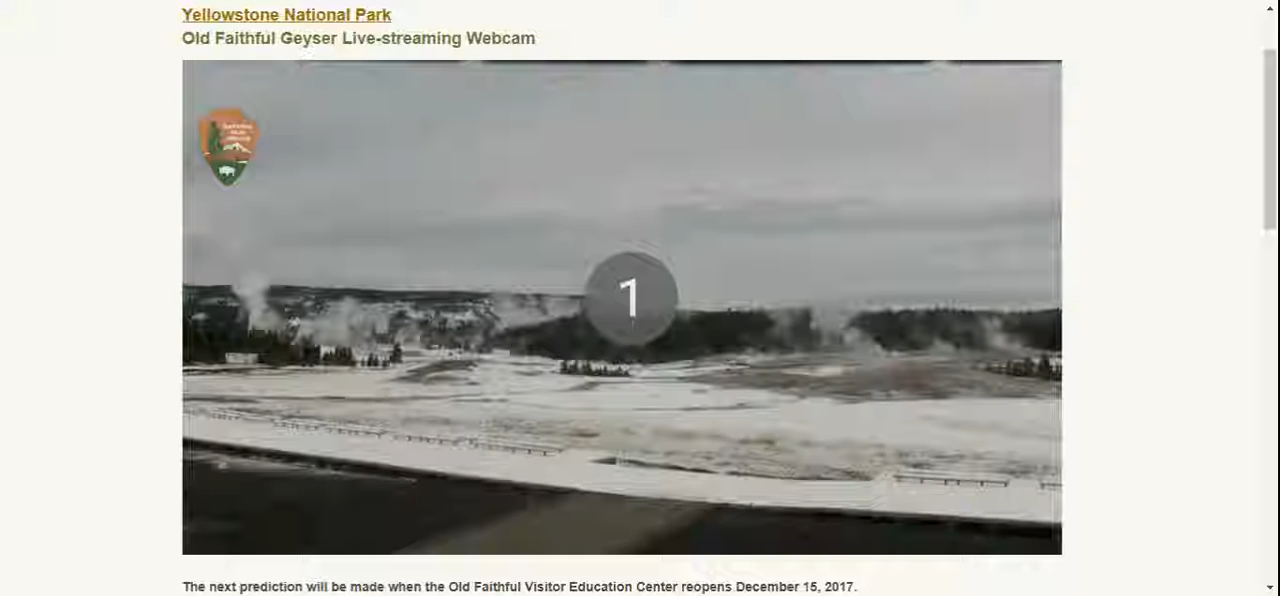 Yellowstone National Park
Old Faithful Geyser Live-streaming Webcam
1
The next prediction will be made when the Old Faithful Visitor Education Center reopens December 15, 2017.